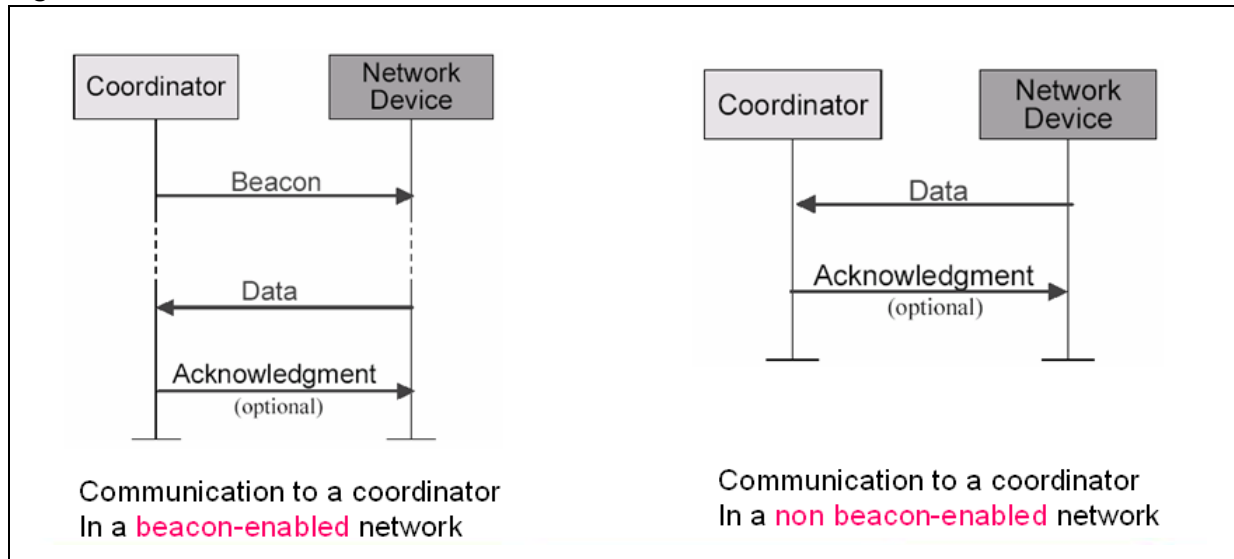 Coordinator
Network
Device
Beacon
Data
Acknowledgment
(optional)
Communication to a coordinator
In a beacon-enabled network
Coordinator
Network
Device
Data
Acknowledgment
(optional)
Communication to a coordinator
In a non beacon-enabled network